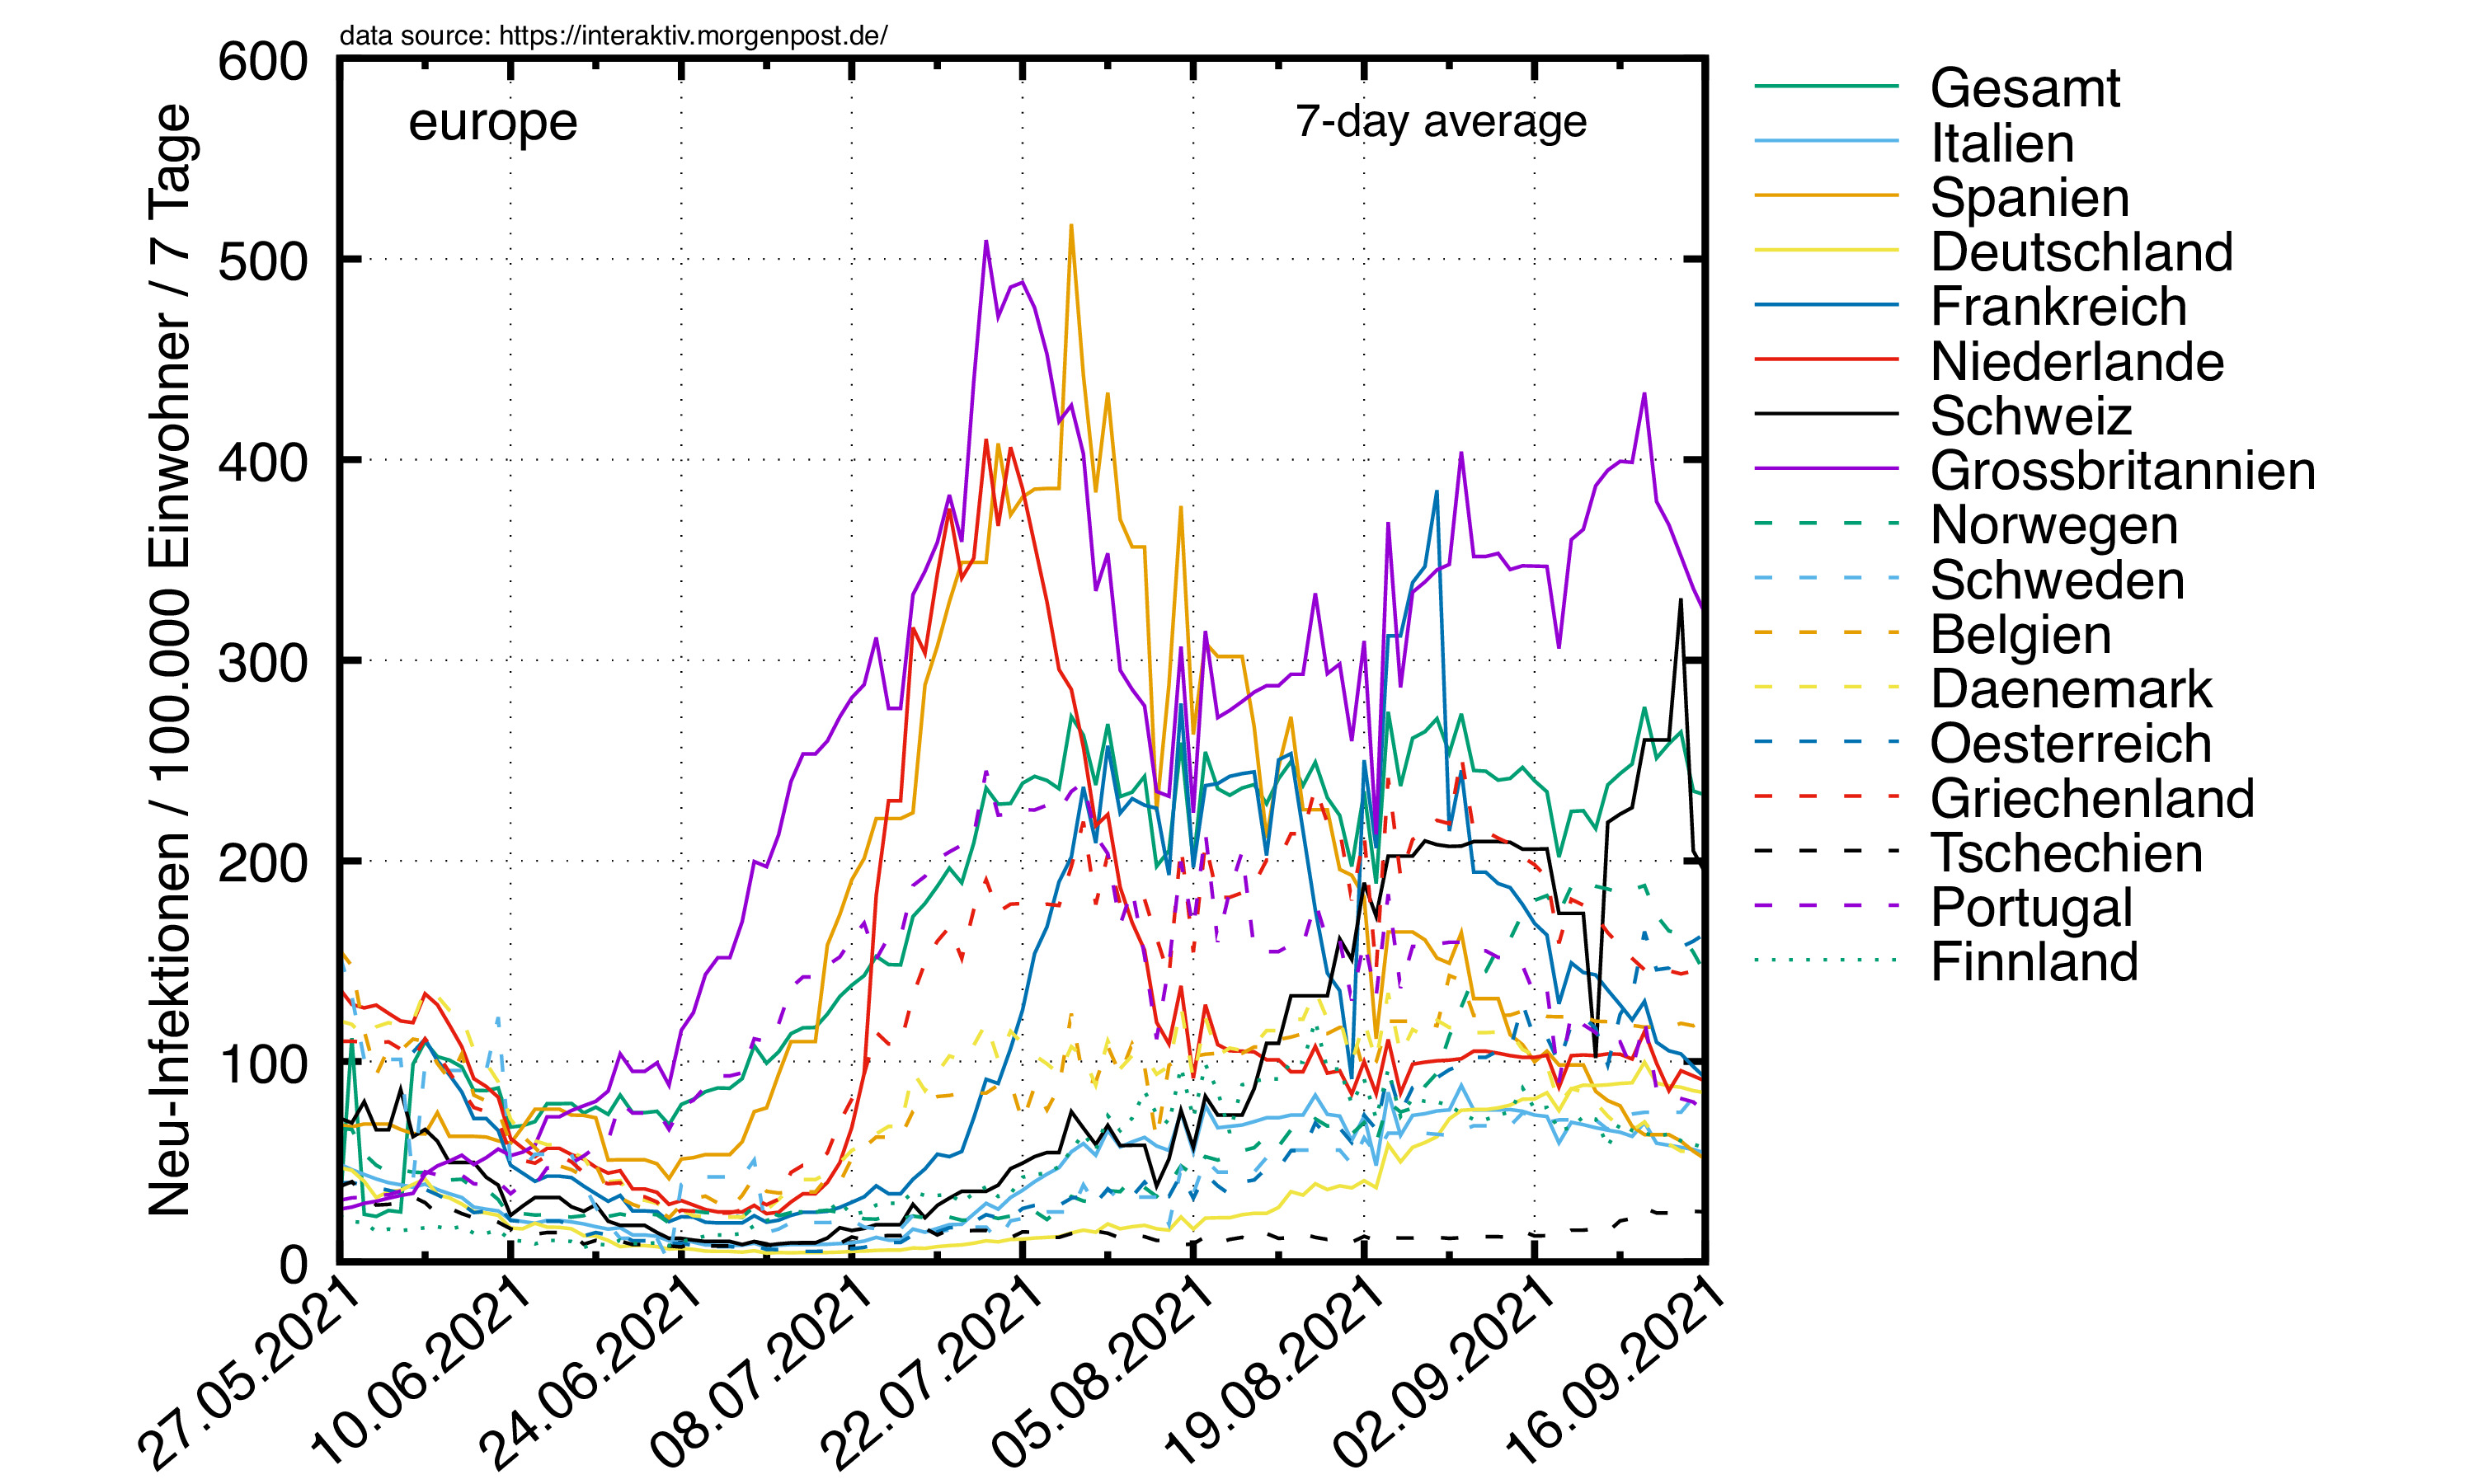 data source: https://interaktiv.morgenpost.de/
europe
7-day average
Neu-Infektionen / 100.000 Einwohner / 7 Tage
600
500
400
300
200
100
0
27.05.2021
10.06.2021
24.06.2021
08.07.2021
22.07.2021
05.08.2021
19.08.2021
02.09.2021
16.09.2021
Gesamt
Italien
Spanien
Deutschland
Frankreich
Niederlande
Schweiz
Grossbritannien
Norwegen
Schweden
Belgien
Daenemark
Oesterreich
Griechenland
Tschechien
Portugal
Finnland